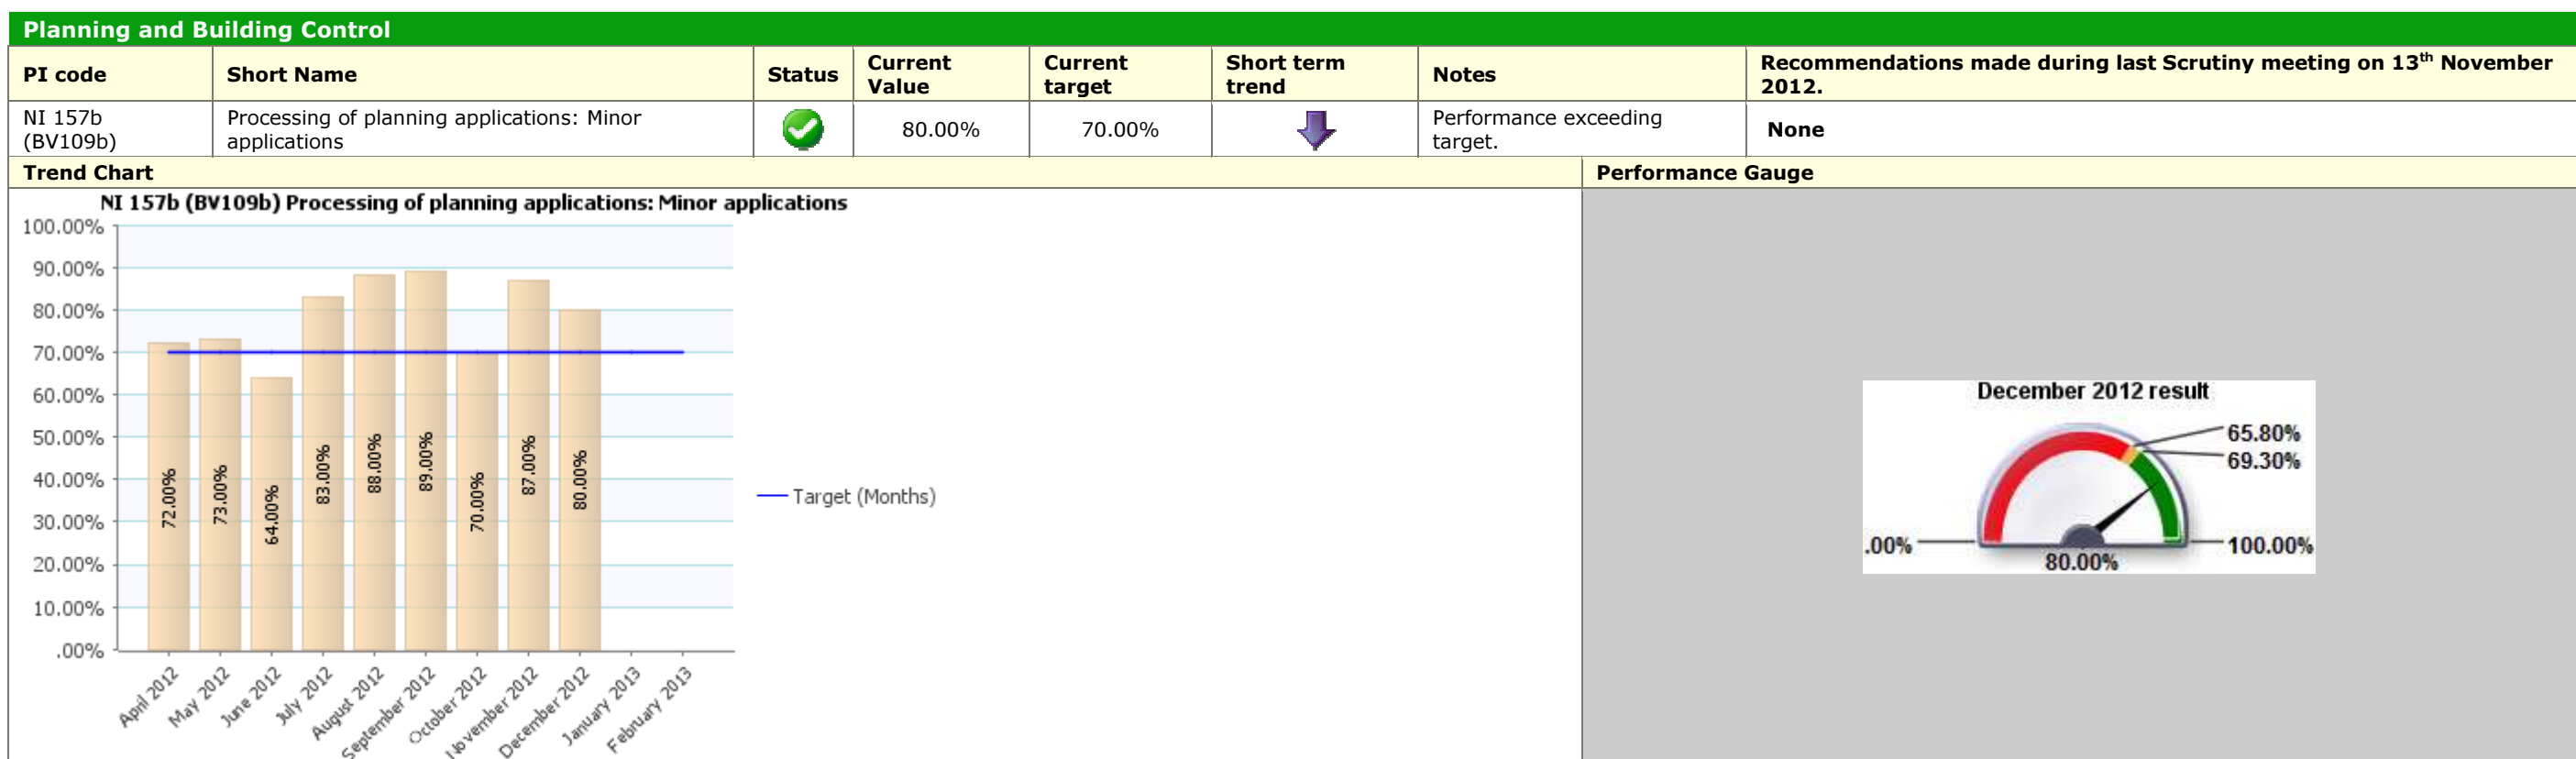 Planning and Building Control
PI code
Short Name
Status
Current
Value
Current
target
Short term
trend
Notes
Recommendations made during last Scrutiny meeting on 13th November
2012.
NI 157b
(BV109b)
Processing of planning applications: Minor
applications
80.00%
70.00%
Performance exceeding
target.
None
Trend Chart
Performance Gauge
NI 157b (BV109b) Processing of planning applications: Minor applications
100.00%
90.00%
80.00%
70.00%
60.00%
50.00%
40.00%
30.00%
20.00%
10.00%
.00%
72.00%
73.00%
64.00%
83.00%
88.00%
89.00%
70.00%
87.00%
80.00%
April 2012
May 2012
June 2012
July 2012
August 2012
September 2012
October 2012
November 2012
December 2012
January 2013
February 2013
Target (Months)
December 2012 result
65.80%
69.30%
.00%
100.00%
80.00%